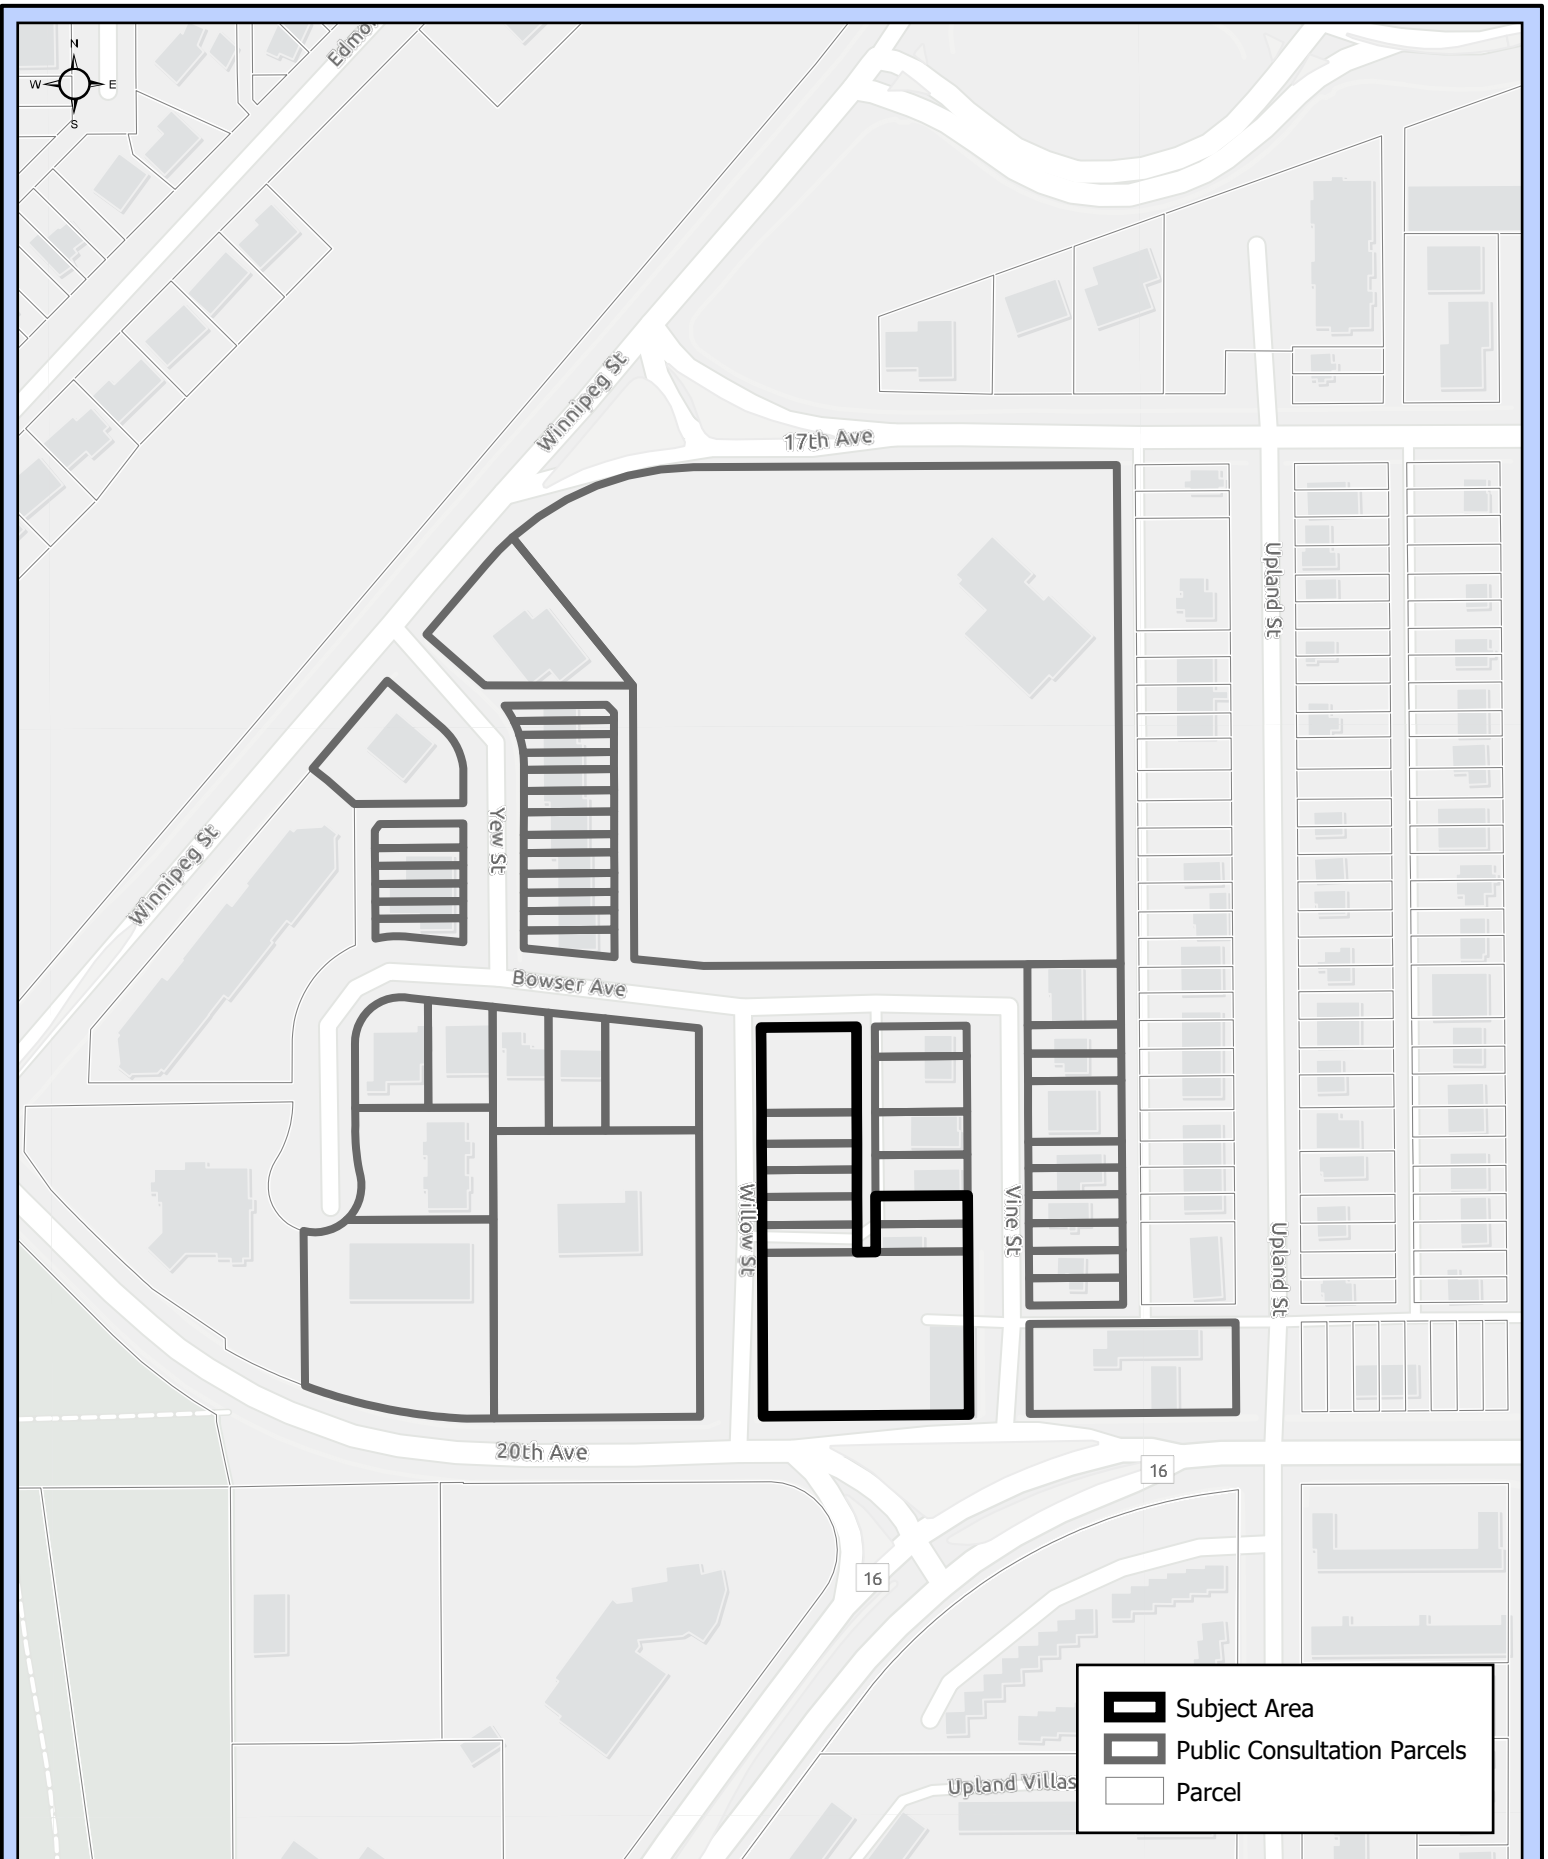 Edmo
N
W E
S
Winnipeg St
17th Ave
Upland St
Yew St
Winnipeg St
Bowser Ave
Willow St
Vine St
Upland St
20th Ave
16
16
Subject Area
Public Consultation Parcels
Upland Villas
Parcel